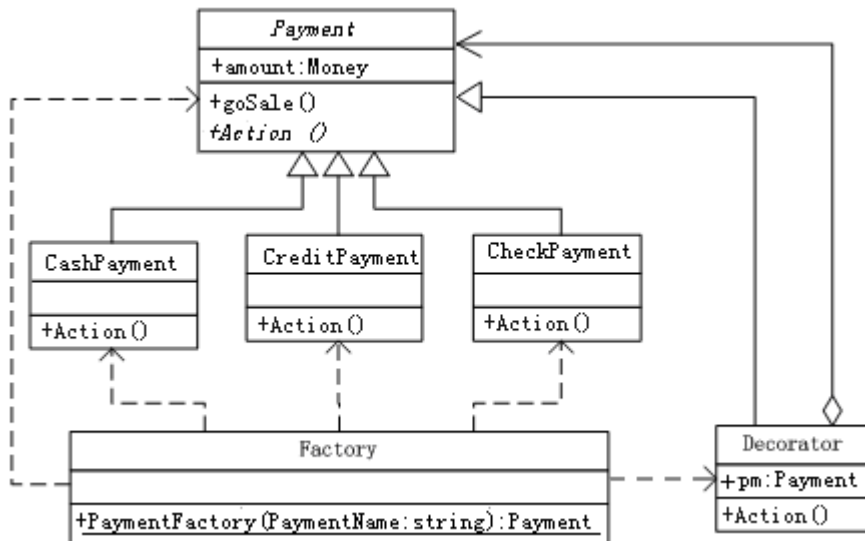 Payment
+amount:Money
+goSale()
+Action ()
CashPayment
+Action()
CreditPayment
+Action()
CheckPayment
+Action()
Factory
+PaymentFactory(PaymentName:string):Payment
Decorator
+pm:Payment
+Action()